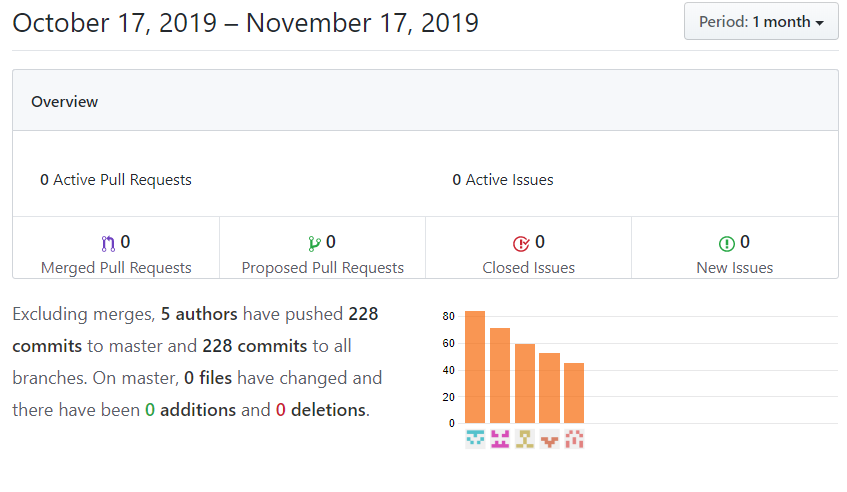 October 17, 2019 – November 17, 2019
Period: 1 month
Overview
0 Active Pull Requests
0 Active Issues
0
Merged Pull Requests
0
Proposed Pull Requests
0
Closed Issues
0
New Issues
Excluding merges, 5 authors have pushed 228
commits to master and 228 commits to all
branches. On master, 0 files have changed and
there have been 0 additions and 0 deletions.
80
60
40
20
0